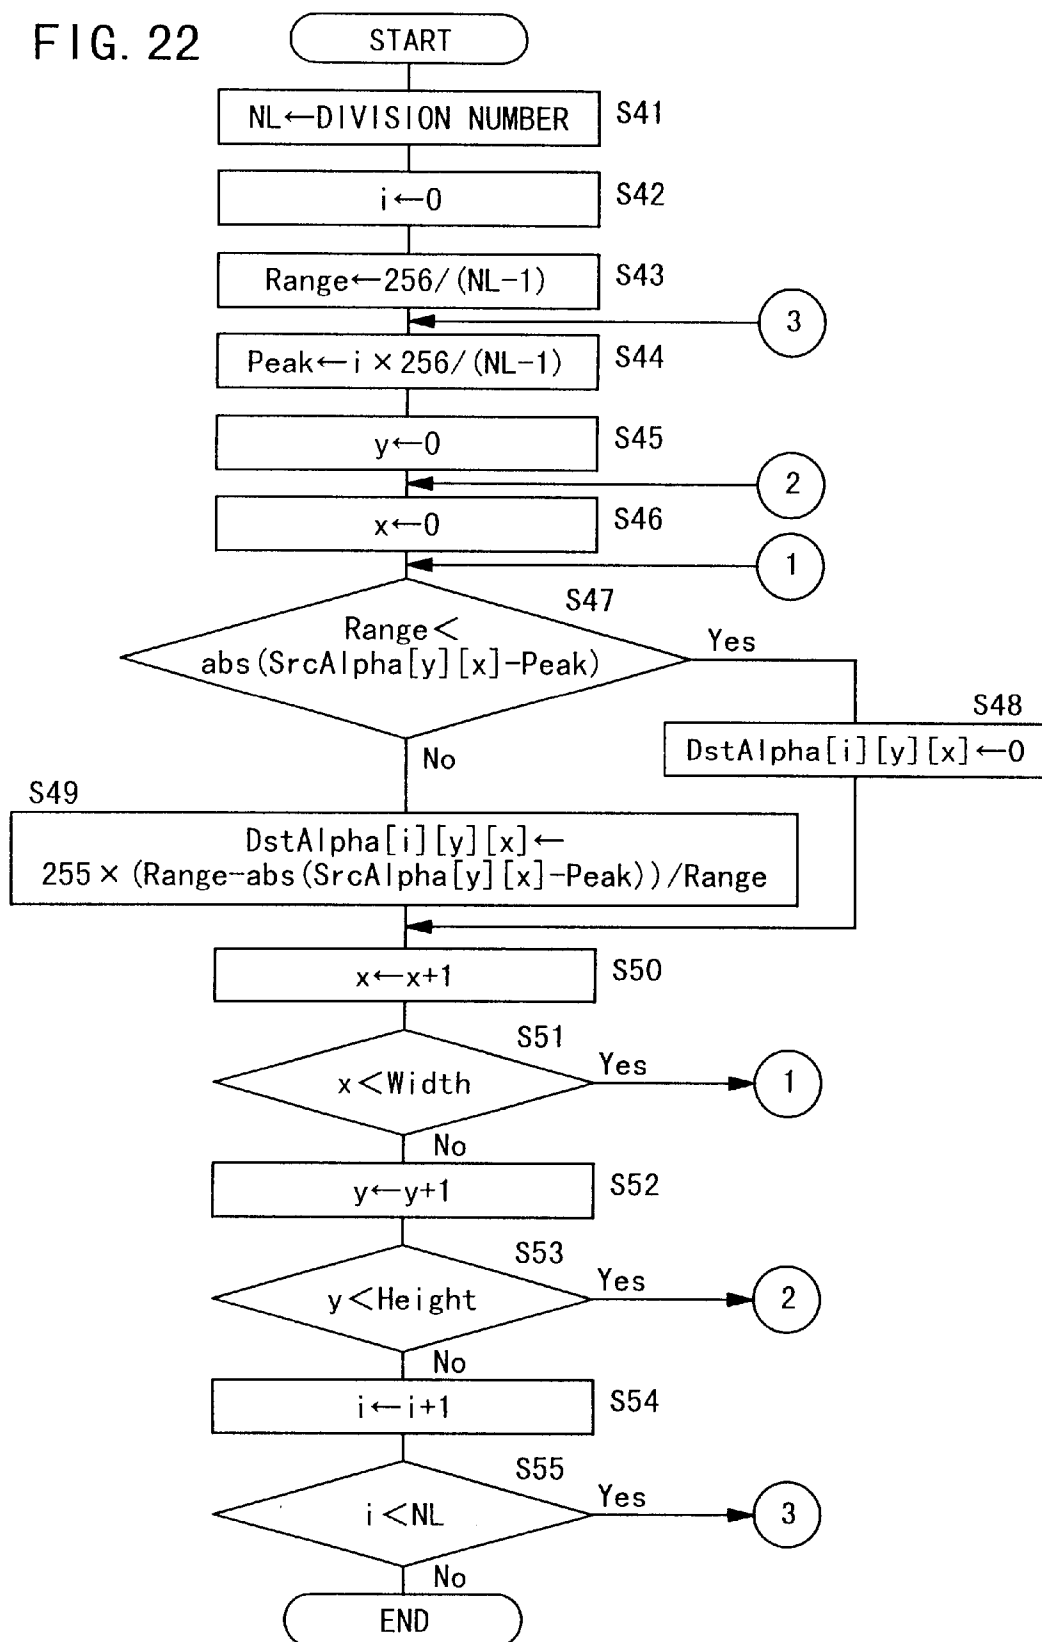 FIG. 22
START
NL←DIVISION NUMBER
S41
i←0
S42
Range←256/(NL-1)
S43
3
Peak←i×256/(NL-1)
S44
y←0
S45
2
x←0
S46
1
S47
Range<
abs(SrcAlpha[y][x]-Peak)
Yes
S48
DstAlpha[i][y][x]←0
No
S49
DstAlpha[i][y][x]←
255×(Range-abs(SrcAlpha[y][x]-Peak))/Range
x←x+1
S50
S51
x<Width
Yes
1
No
y←y+1
S52
S53
y<Height
Yes
2
No
i←i+1
S54
S55
i<NL
Yes
3
No
END